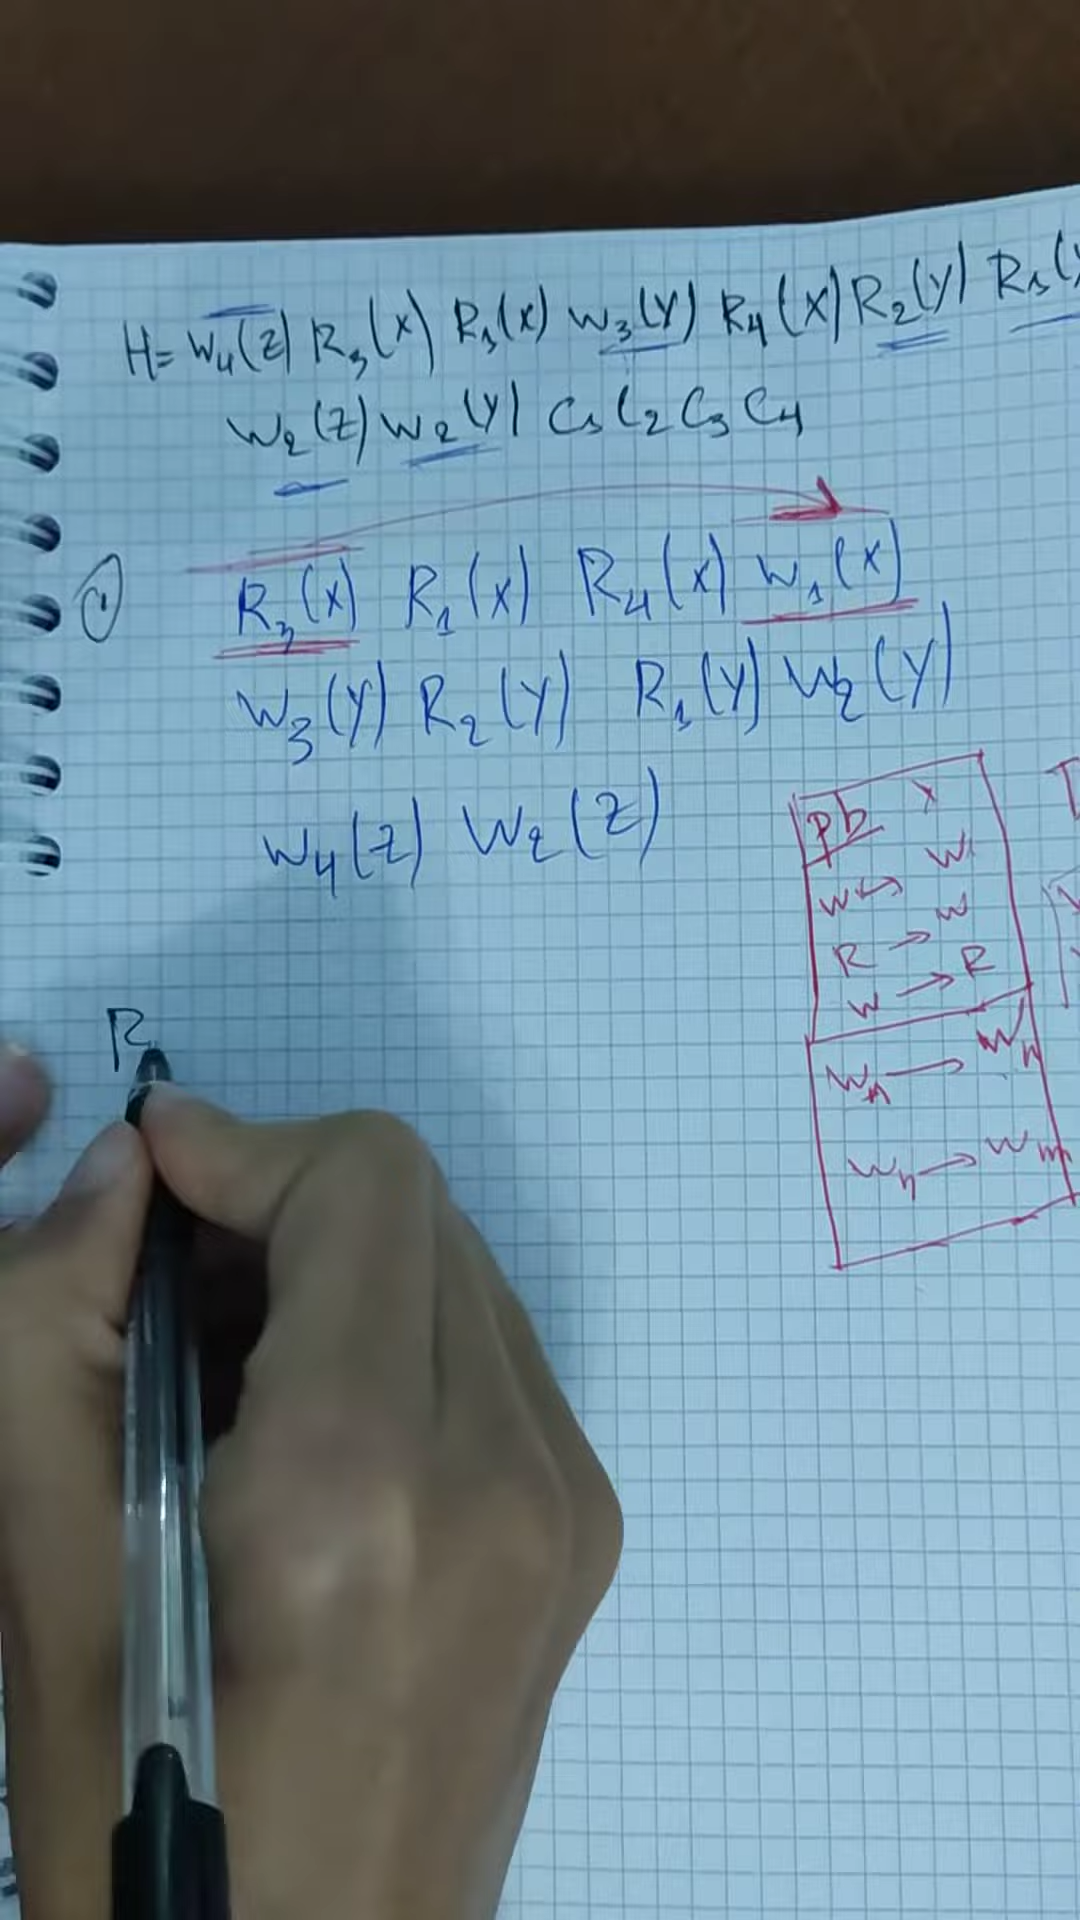 H= W₄(Z) R₃(X) R₁(X) W₃(Y) R₄(X) R₂(Y) R₁(Y
W₂(Z) W₂(Y) C₁ C₂ C₃ C₄
① R₃(X) R₁(X) R₄(X) W₁(X)
W₃(Y) R₂(Y) R₁(Y) W₂(Y)
W₄(Z) W₂(Z)
Pb
W → W
R → W
W → R
Wₙ → Wₙ
Wₙ → Wₘ
R